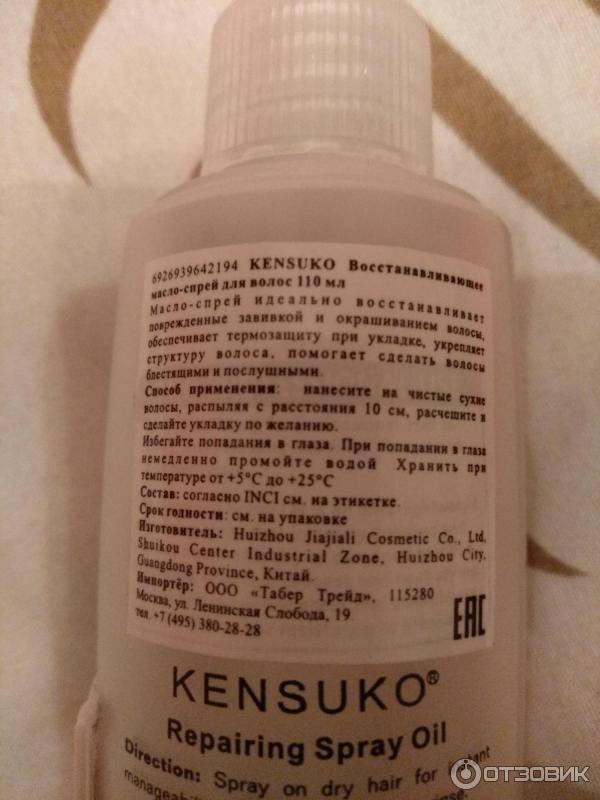 6926939642194 KENSUKO Восстанавливающее
масло-спрей для волос 110 мл
Масло-спрей идеально восстанавливает
поврежденные завивкой и окрашиванием волосы,
обеспечивает термозащиту при укладке, укрепляет
структуру волоса, помогает сделать волосы
блестящими и послушными.
Способ применения: нанесите на чистые сухие
волосы, распыляя с расстояния 10 см, расчешите и
сделайте укладку по желанию.
Избегайте попадания в глаза. При попадании в глаза
немедленно промойте водой Хранить при
температуре от +5°C до +25°C
Состав: согласно INCI см. на этикетке.
Срок годности: см. на упаковке
Изготовитель: Huizhou Jiajiali Cosmetic Co., Ltd,
Shuikou Center Industrial Zone, Huizhou City,
Guangdong Province, Китай.
Импортёр: ООО «Табер Трейд», 115280
Москва, ул. Ленинская Слобода, 19
тел. +7 (495) 380-28-28
EAC
KENSUKO®
Repairing Spray Oil
Direction: Spray on dry hair for instant
ОТЗОВИК